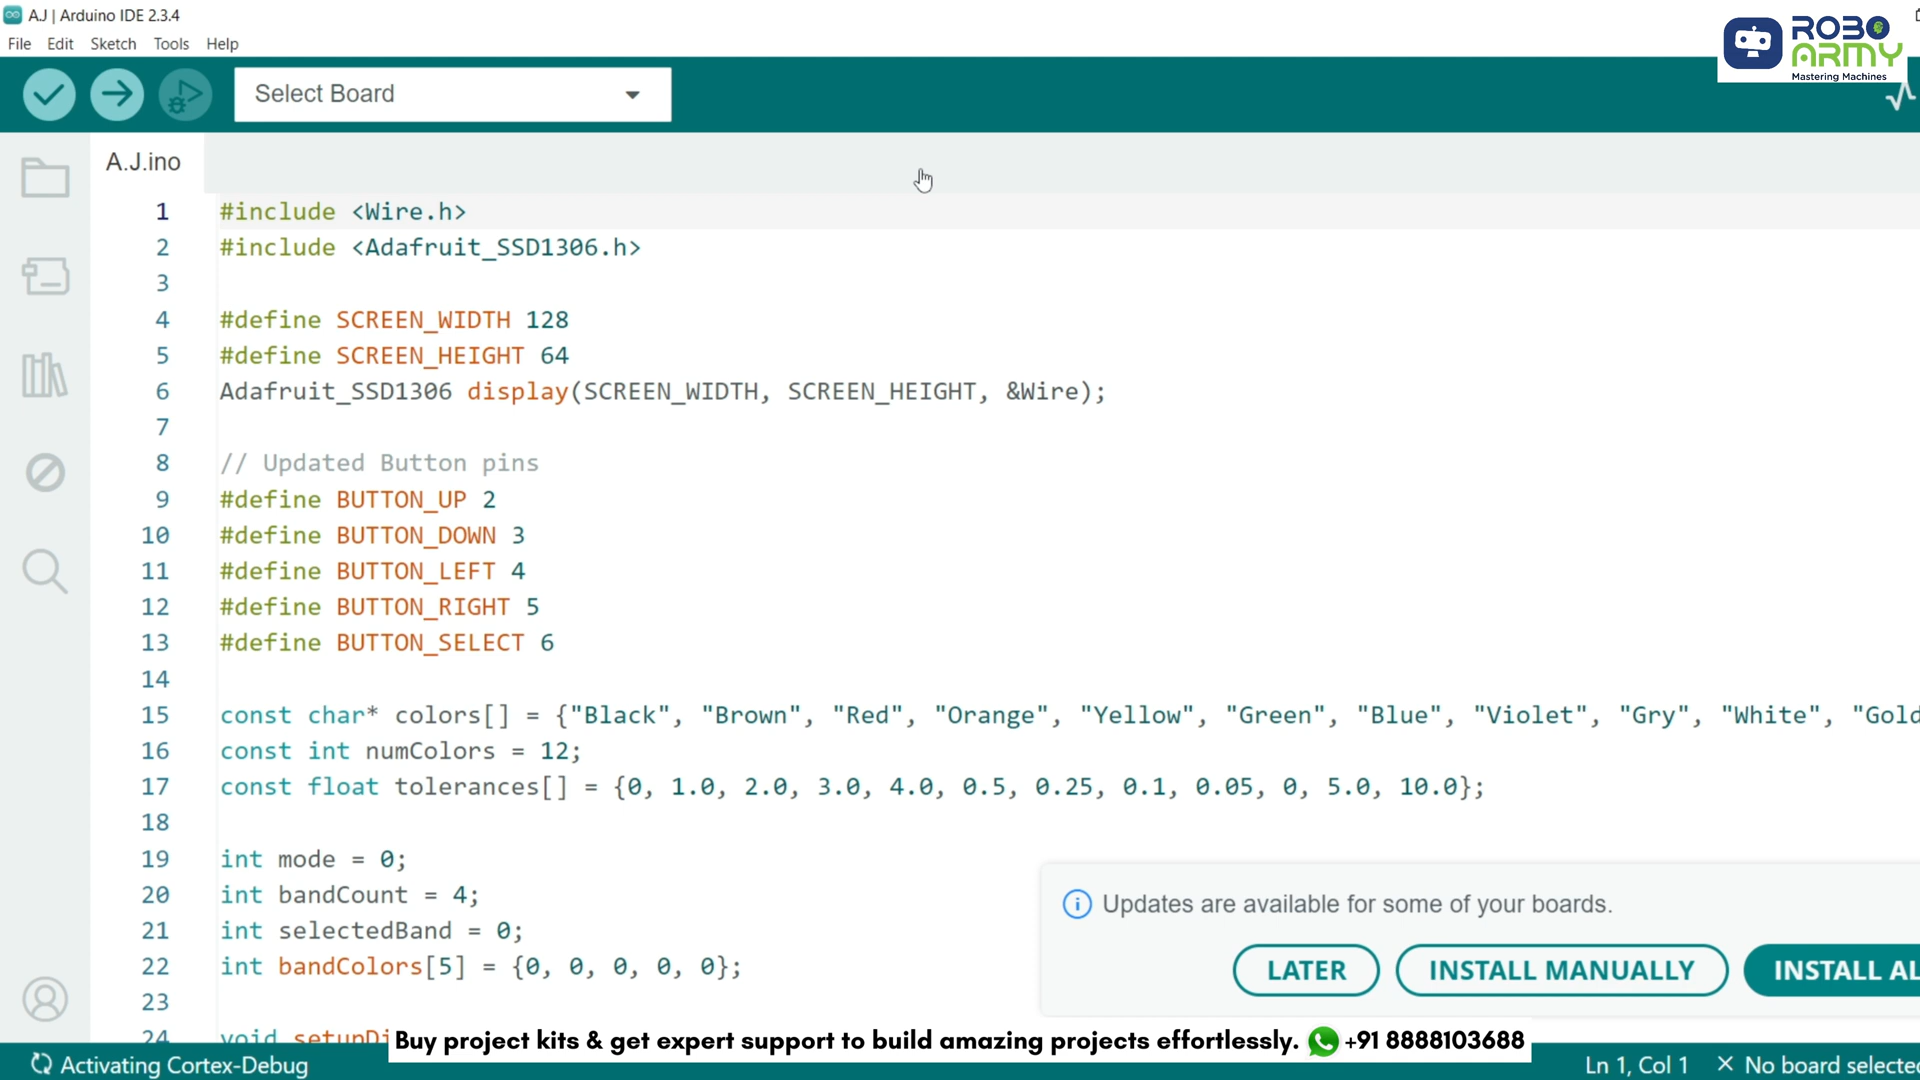 A.J | Arduino IDE 2.3.4
ROBO
ARMY
Mastering Machines
File Edit Sketch Tools Help
Select Board
A.J.ino
1 #include <Wire.h>
2 #include <Adafruit_SSD1306.h>
3
4 #define SCREEN_WIDTH 128
5 #define SCREEN_HEIGHT 64
6 Adafruit_SSD1306 display(SCREEN_WIDTH, SCREEN_HEIGHT, &Wire);
7
8 // Updated Button pins
9 #define BUTTON_UP 2
10 #define BUTTON_DOWN 3
11 #define BUTTON_LEFT 4
12 #define BUTTON_RIGHT 5
13 #define BUTTON_SELECT 6
14
15 const char* colors[] = {"Black", "Brown", "Red", "Orange", "Yellow", "Green", "Blue", "Violet", "Gry", "White", "Gold
16 const int numColors = 12;
17 const float tolerances[] = {0, 1.0, 2.0, 3.0, 4.0, 0.5, 0.25, 0.1, 0.05, 0, 5.0, 10.0};
18
19 int mode = 0;
20 int bandCount = 4;
21 int selectedBand = 0;
22 int bandColors[5] = {0, 0, 0, 0, 0};
23
24 void setupDi
Updates are available for some of your boards.
LATER INSTALL MANUALLY INSTALL AL
Buy project kits & get expert support to build amazing projects effortlessly. +91 8888103688
Activating Cortex-Debug
Ln 1, Col 1 × No board selected